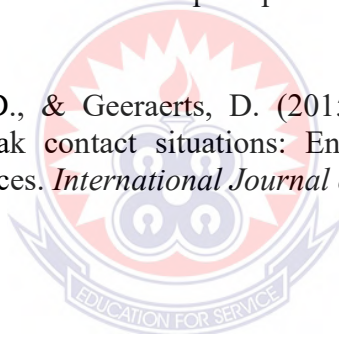 D., & Geeraerts, D. (201
ak contact situations: En
ces. International Journal
EDUCATION FOR SERVICE